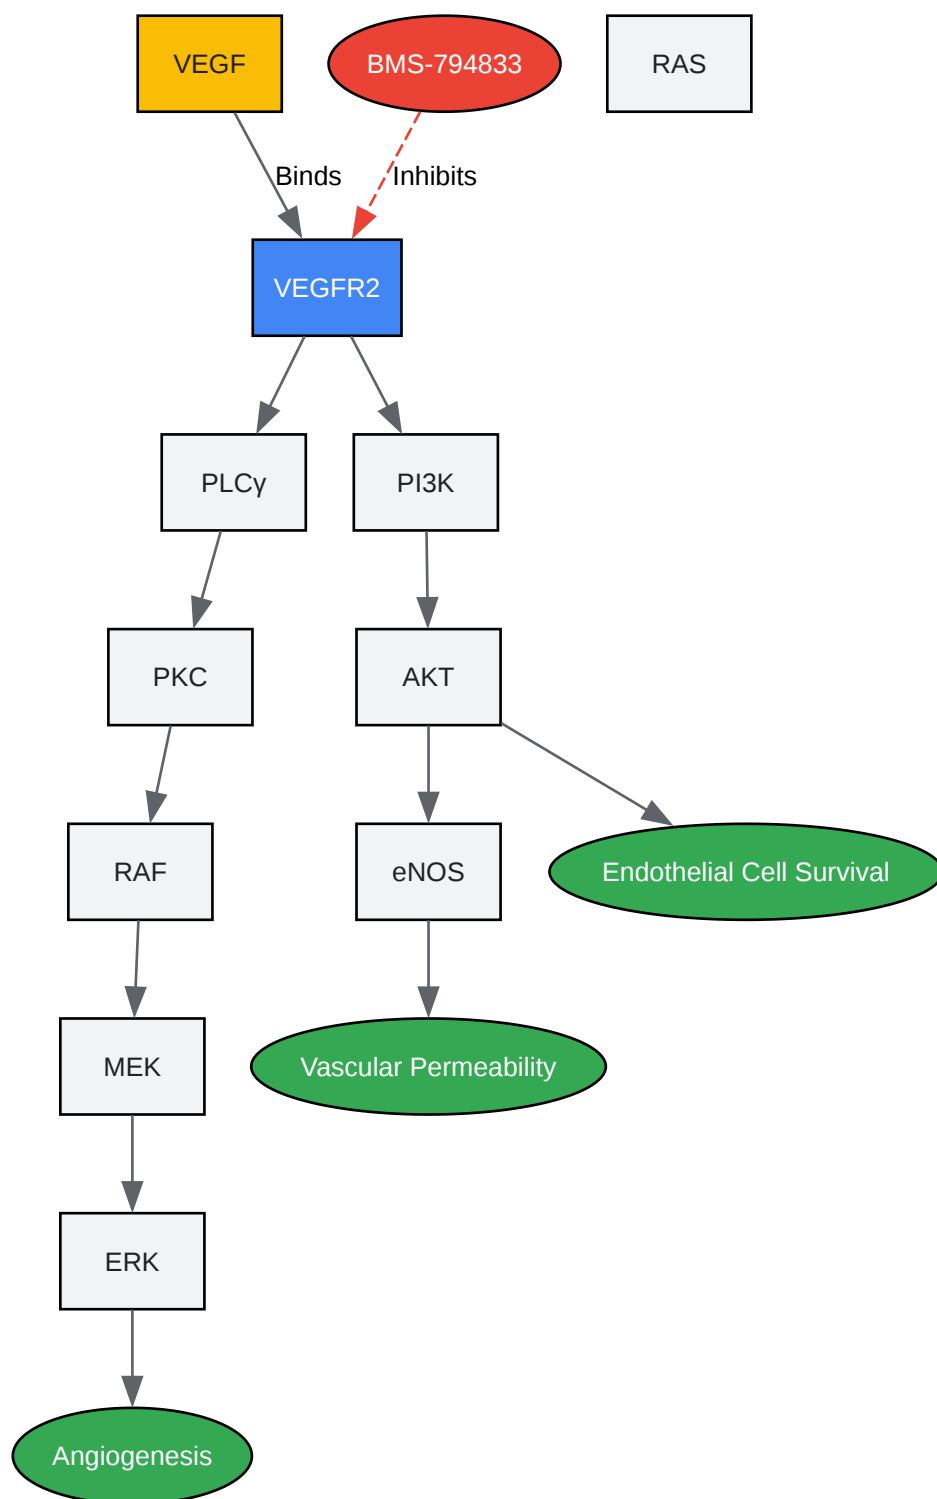 VEGF
BMS-794833
RAS
Binds
Inhibits
VEGFR2
PLCγ
PI3K
PKC
AKT
RAF
eNOS
Endothelial Cell Survival
MEK
Vascular Permeability
ERK
Angiogenesis